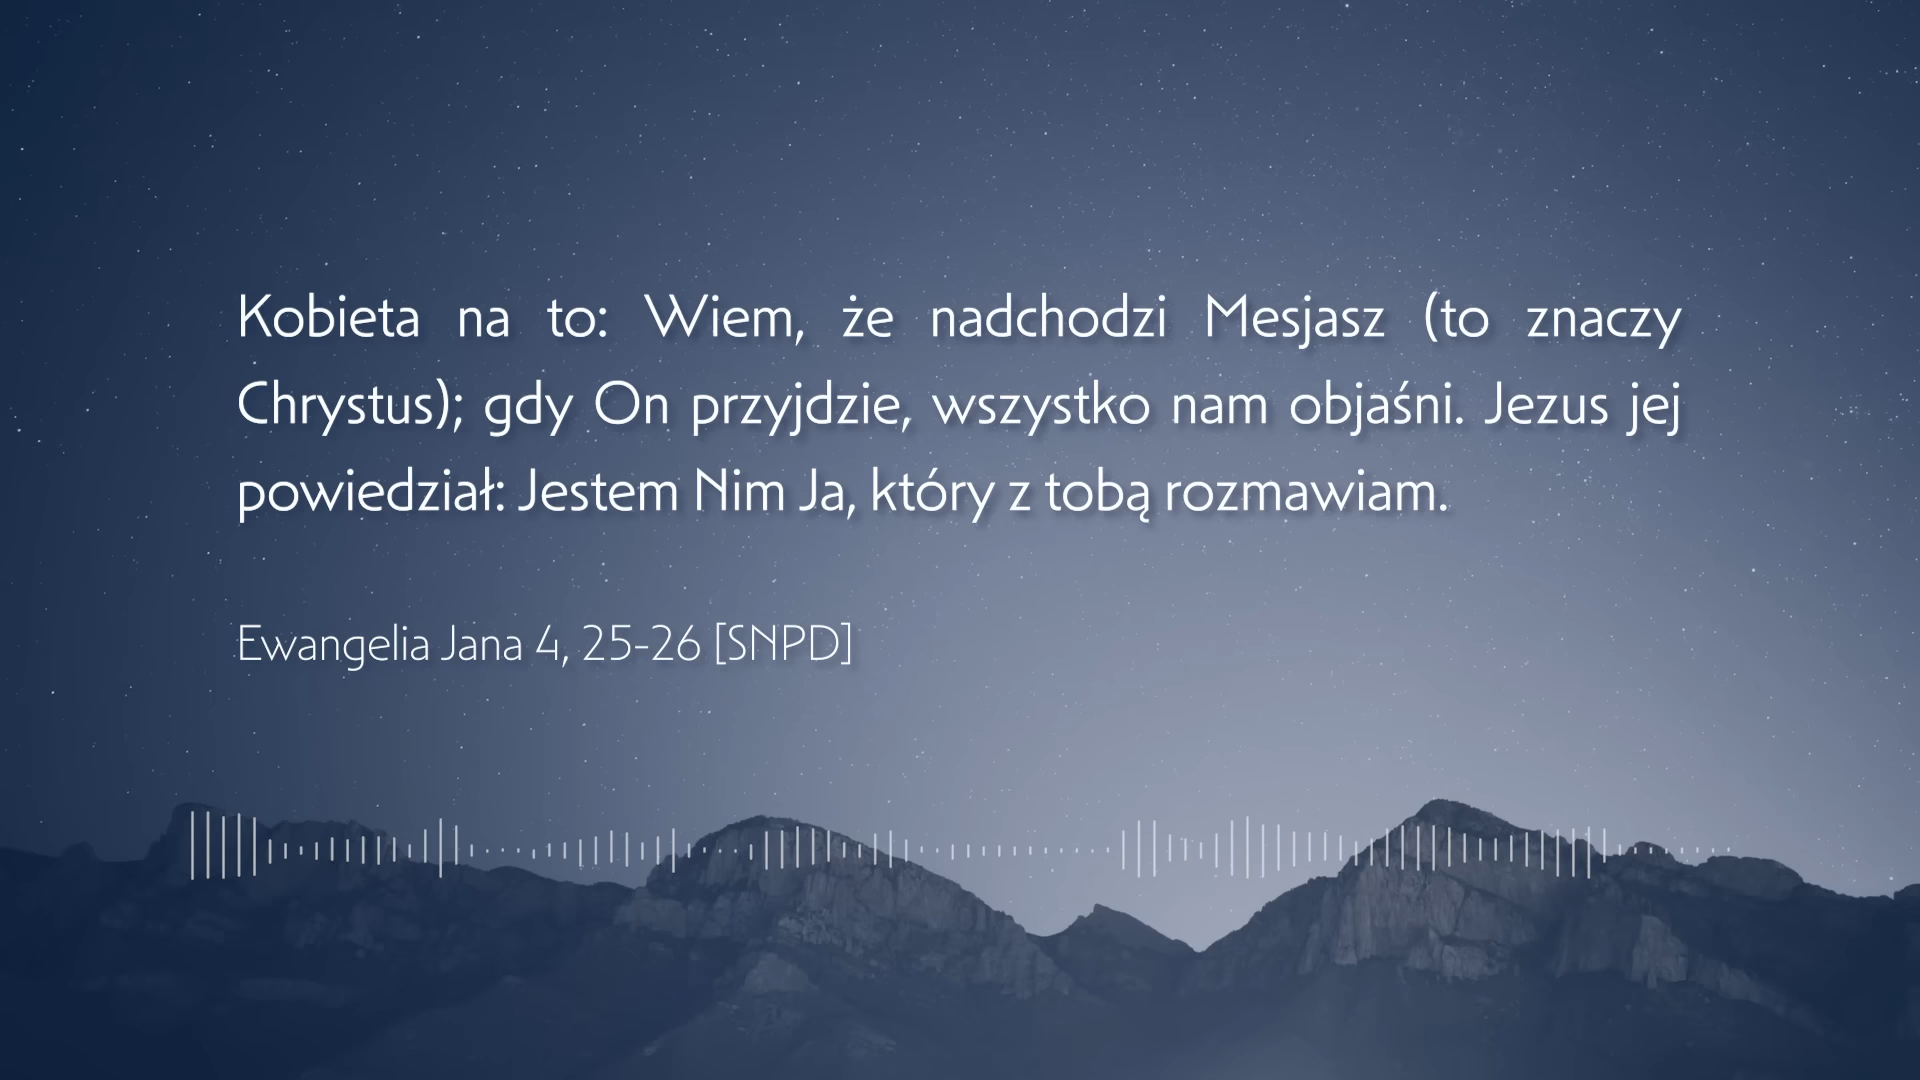 Kobieta na to: Wiem, że nadchodzi Mesjasz (to znaczy
Chrystus); gdy On przyjdzie, wszystko nam objaśni. Jezus jej
powiedział: Jestem Nim Ja, który z tobą rozmawiam.
Ewangelia Jana 4, 25-26 [SNPD]